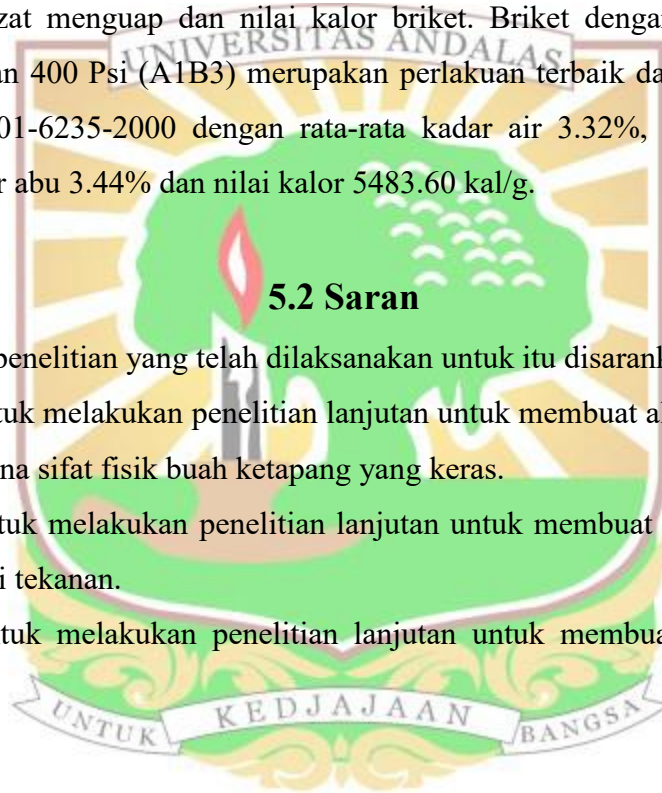 zat menguap dan nilai kalor briket. Briket dengan
UNIVERSITAS ANDALAS
an 400 Psi (A1B3) merupakan perlakuan terbaik da
01-6235-2000 dengan rata-rata kadar air 3.32%,
r abu 3.44% dan nilai kalor 5483.60 kal/g.
5.2 Saran
penelitian yang telah dilaksanakan untuk itu disarank
tuk melakukan penelitian lanjutan untuk membuat al
na sifat fisik buah ketapang yang keras.
tuk melakukan penelitian lanjutan untuk membuat
i tekanan.
tuk melakukan penelitian lanjutan untuk membua
UNTUK KEDJAJAAN BANGSA